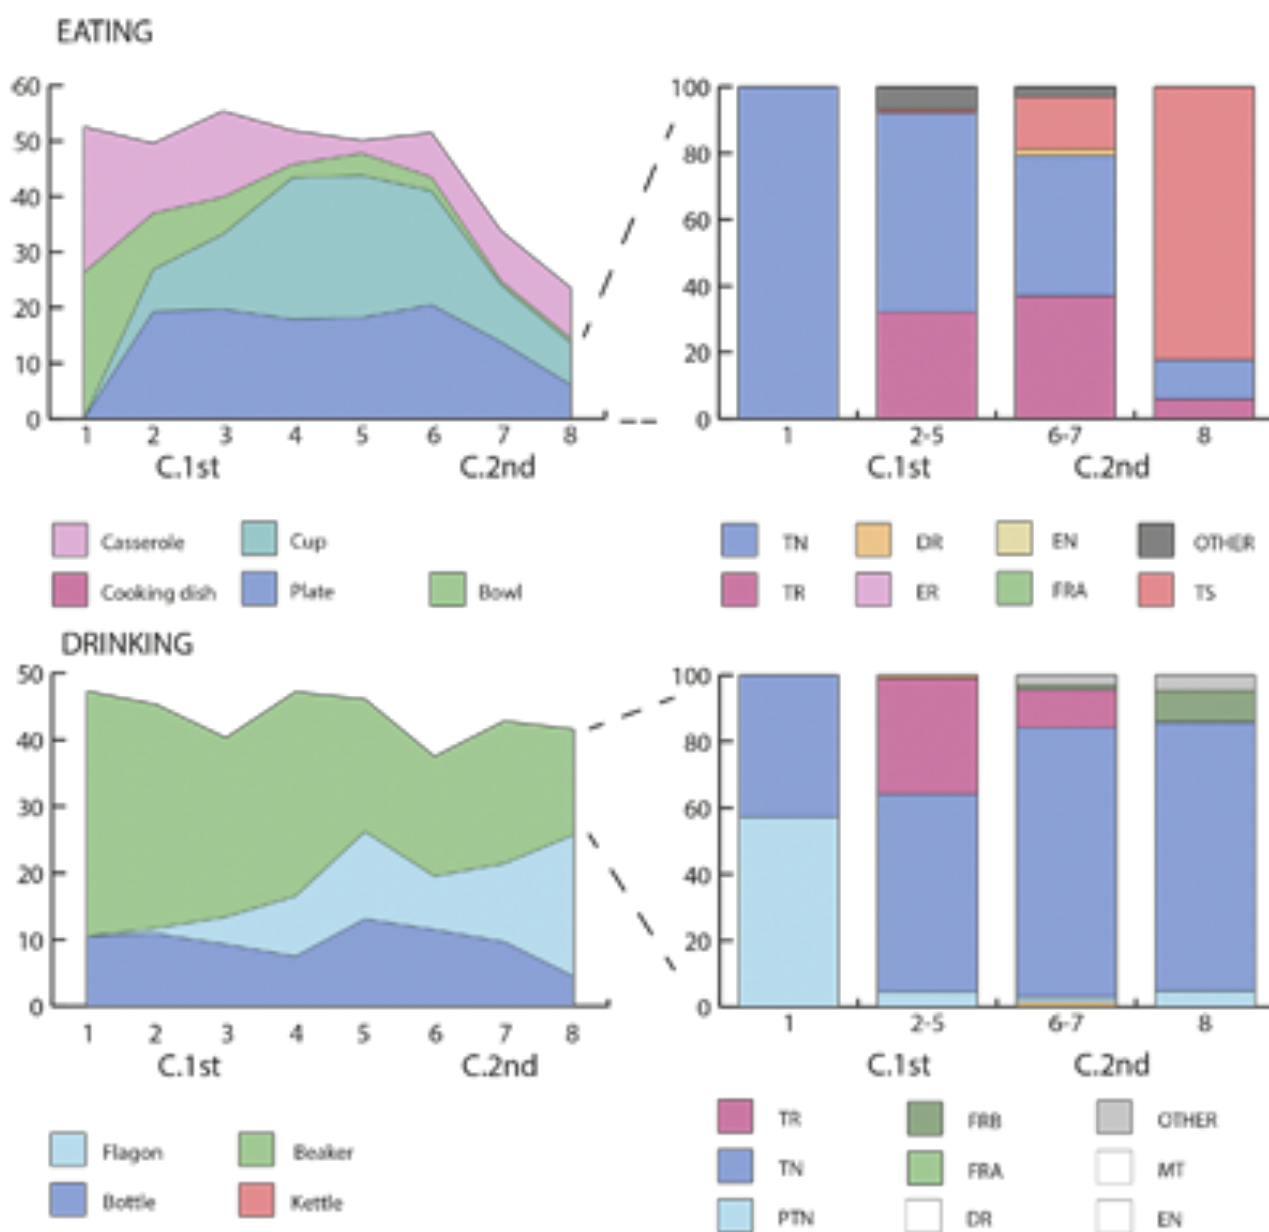 EATING
60
50
40
30
20
10
0
1 2 3 4 5 6 7 8
C.1st C.2nd
100
80
60
40
20
0
1 2-5 6-7 8
C.1st C.2nd
Casserole Cup
Cooking dish Plate Bowl
TN DR EN OTHER
TR ER FRA TS
DRINKING
50
40
30
20
10
0
1 2 3 4 5 6 7 8
C.1st C.2nd
100
80
60
40
20
0
1 2-5 6-7 8
C.1st C.2nd
Flagon Beaker
Bottle Kettle
TR FRB OTHER
TN FRA MT
PTN DR EN